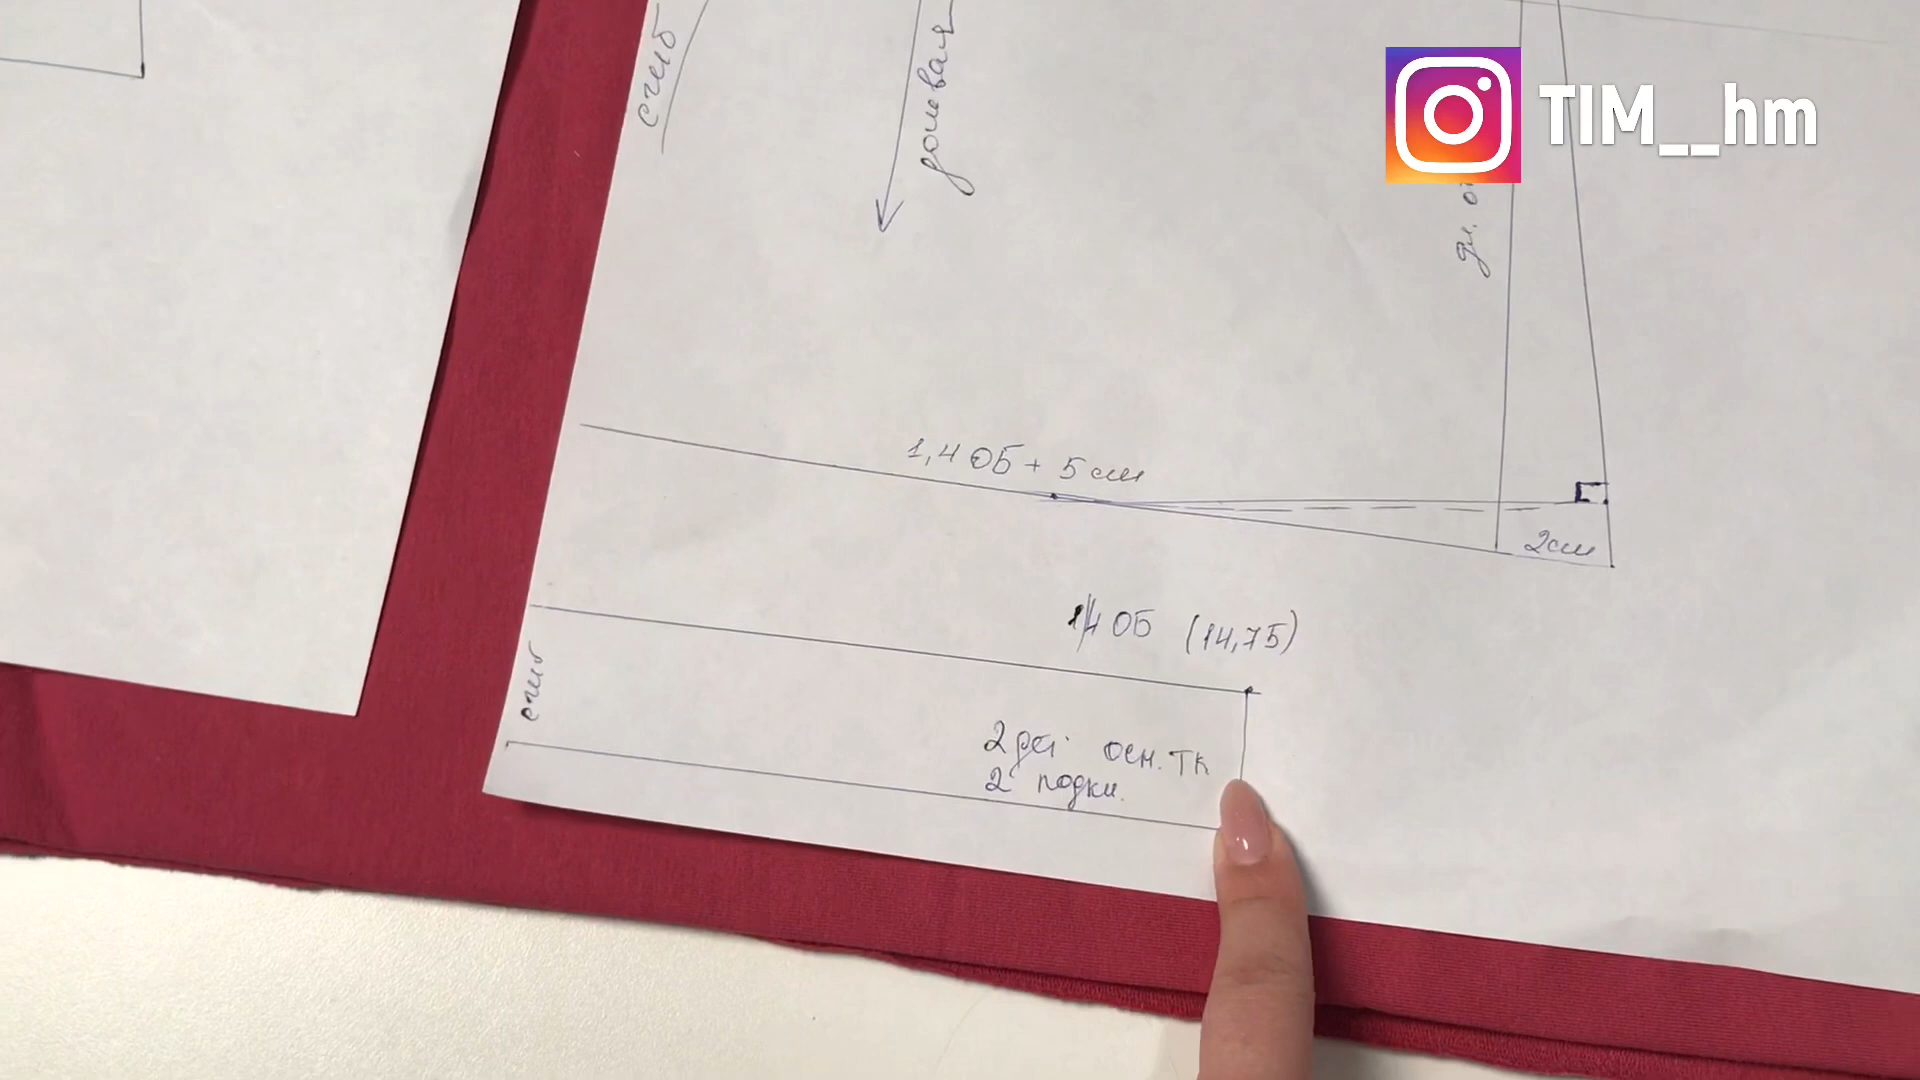 сгиб
долевая
TIM__hm
дл.
1,4 ОБ + 5 см
2см
1/4 ОБ (14,75)
сгиб
2 дет осн. тк
2 подкл.